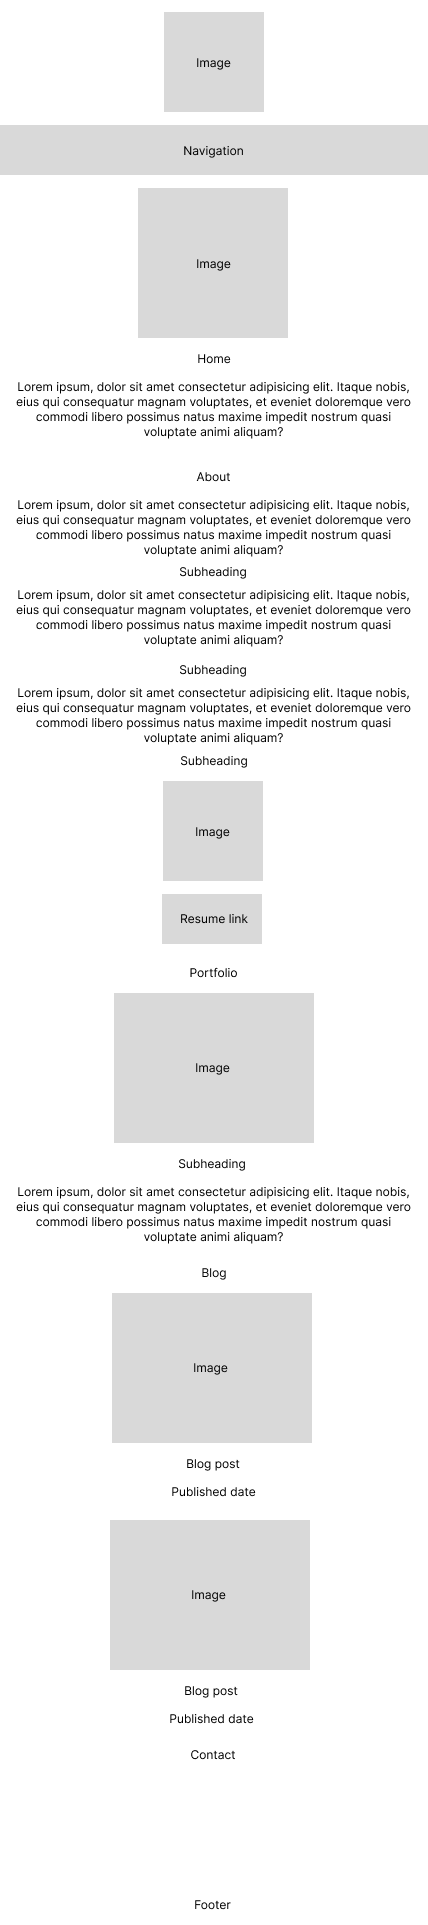 Image
Navigation
Image
Home
Lorem ipsum, dolor sit amet consectetur adipisicing elit. Itaque nobis,
eius qui consequatur magnam voluptates, et eveniet doloremque vero
commodi libero possimus natus maxime impedit nostrum quasi
voluptate animi aliquam?
About
Lorem ipsum, dolor sit amet consectetur adipisicing elit. Itaque nobis,
eius qui consequatur magnam voluptates, et eveniet doloremque vero
commodi libero possimus natus maxime impedit nostrum quasi
voluptate animi aliquam?
Subheading
Lorem ipsum, dolor sit amet consectetur adipisicing elit. Itaque nobis,
eius qui consequatur magnam voluptates, et eveniet doloremque vero
commodi libero possimus natus maxime impedit nostrum quasi
voluptate animi aliquam?
Subheading
Lorem ipsum, dolor sit amet consectetur adipisicing elit. Itaque nobis,
eius qui consequatur magnam voluptates, et eveniet doloremque vero
commodi libero possimus natus maxime impedit nostrum quasi
voluptate animi aliquam?
Subheading
Image
Resume link
Portfolio
Image
Subheading
Lorem ipsum, dolor sit amet consectetur adipisicing elit. Itaque nobis,
eius qui consequatur magnam voluptates, et eveniet doloremque vero
commodi libero possimus natus maxime impedit nostrum quasi
voluptate animi aliquam?
Blog
Image
Blog post
Published date
Image
Blog post
Published date
Contact
Footer